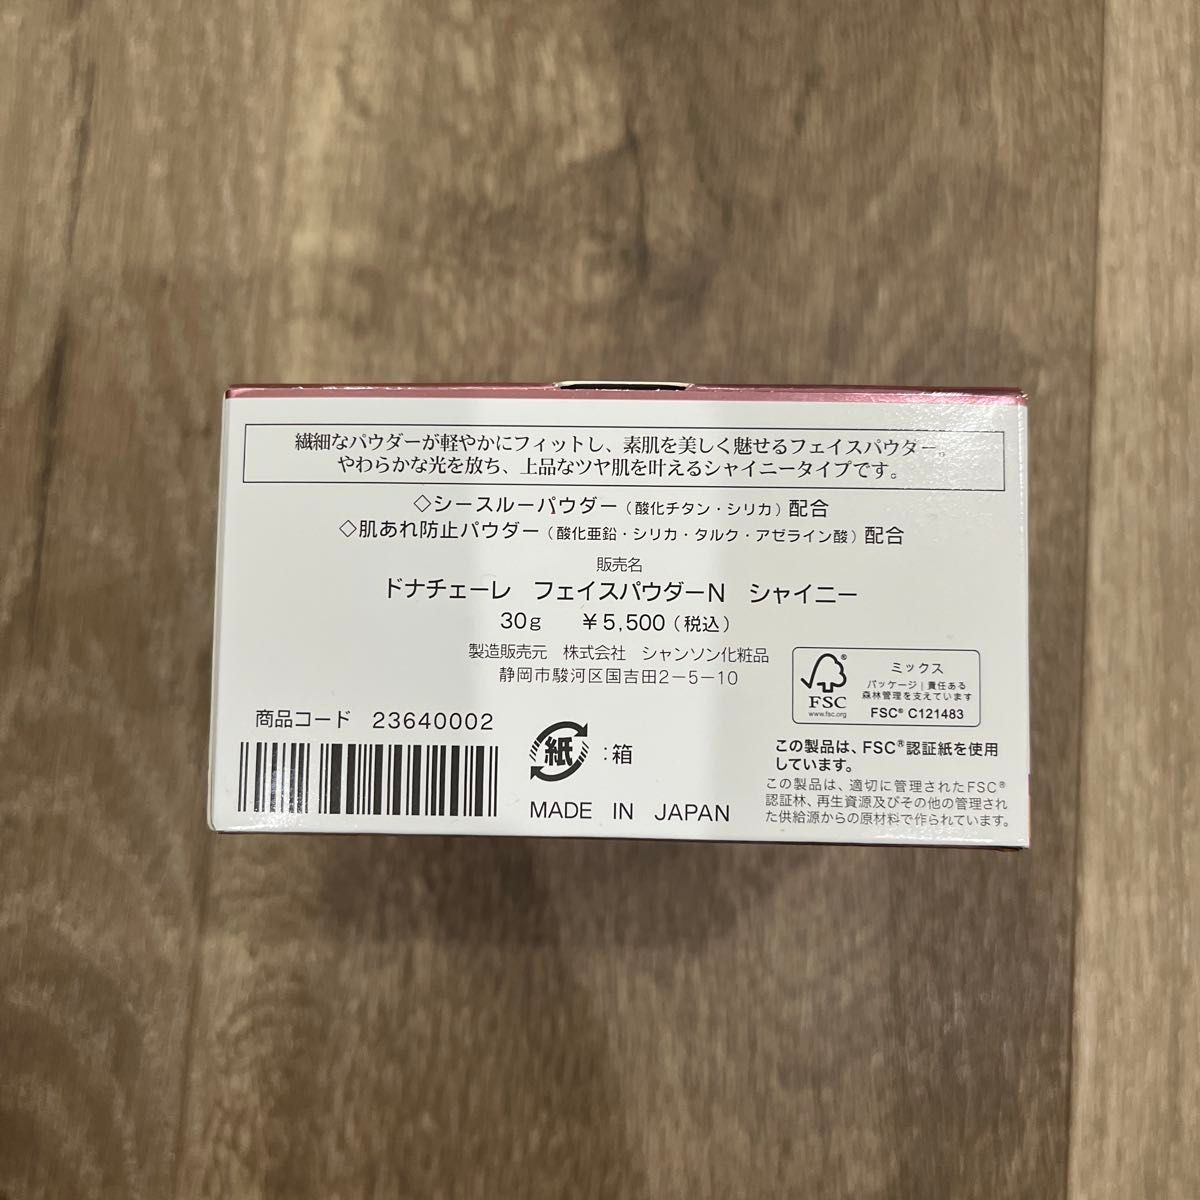 繊細なパウダーが軽やかにフィットし、素肌を美しく魅せるフェイスパウダー。
やわらかな光を放ち、上品なツヤ肌を叶えるシャイニータイプです。
◇シースルーパウダー（酸化チタン・シリカ）配合
◇肌あれ防止パウダー（酸化亜鉛・シリカ・タルク・アゼライン酸）配合
販売名
ドナチェーレ フェイスパウダーN シャイニー
30g ¥5,500（税込）
製造販売元 株式会社 シャンソン化粧品
静岡市駿河区国吉田2-5-10
商品コード 23640002
紙 :箱
MADE IN JAPAN
FSC®
www.fsc.org
ミックス
パッケージ｜責任ある
森林管理を支えています
FSC® C121483
この製品は、FSC®認証紙を使用
しています。
この製品は、適切に管理されたFSC®
認証林、再生資源及びその他の管理され
た供給源からの原材料で作られています。